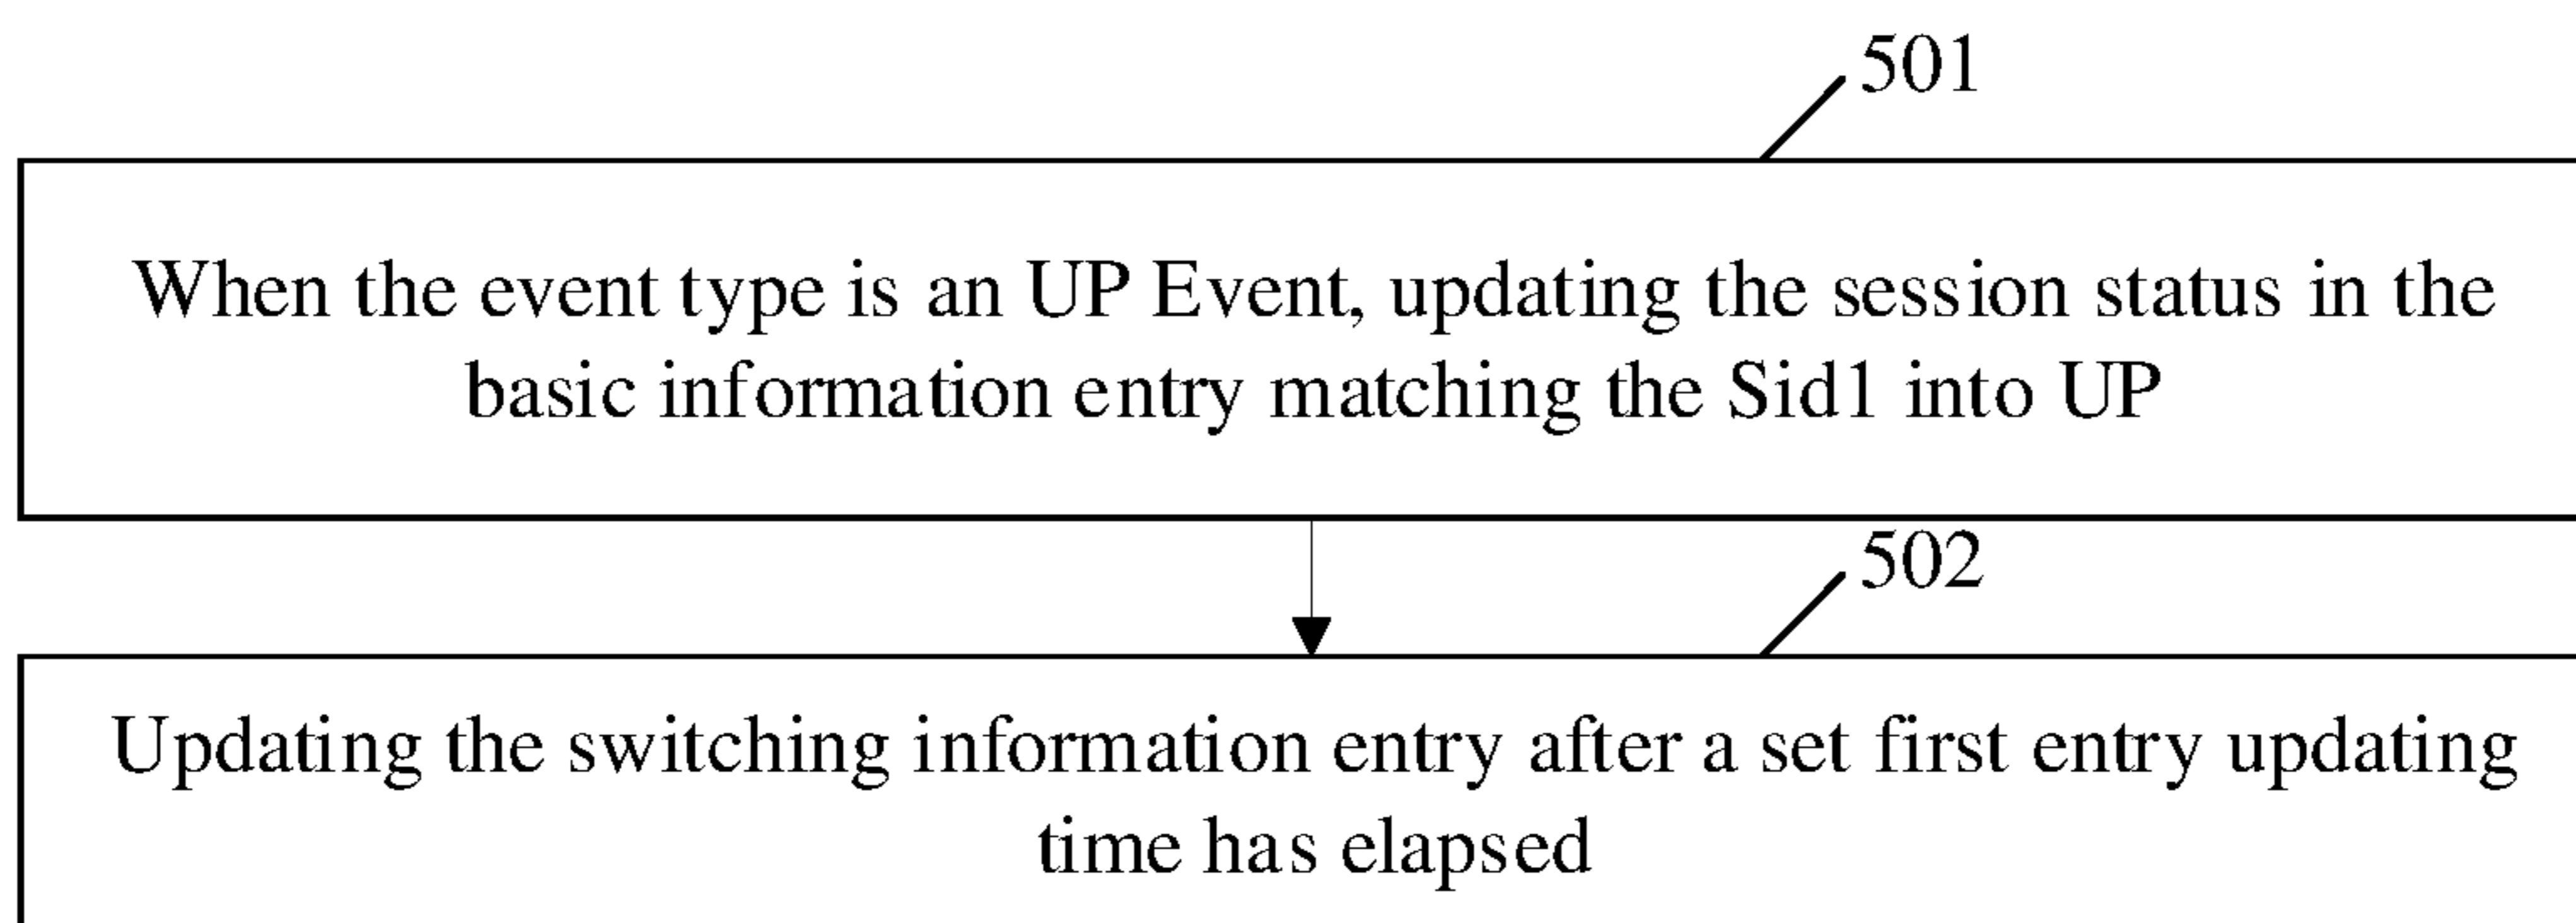 501
When the event type is an UP Event, updating the session status in the
basic information entry matching the Sid1 into UP
502
Updating the switching information entry after a set first entry updating
time has elapsed